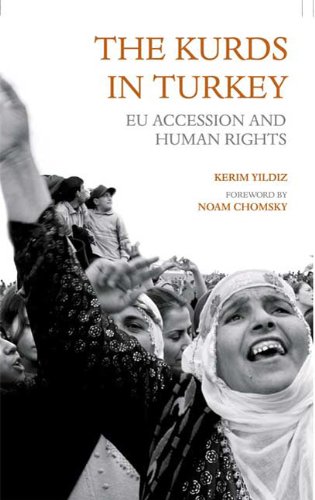 THE KURDS
IN TURKEY
EU ACCESSION AND
HUMAN RIGHTS
KERIM YILDIZ
FOREWORD BY
NOAM CHOMSKY